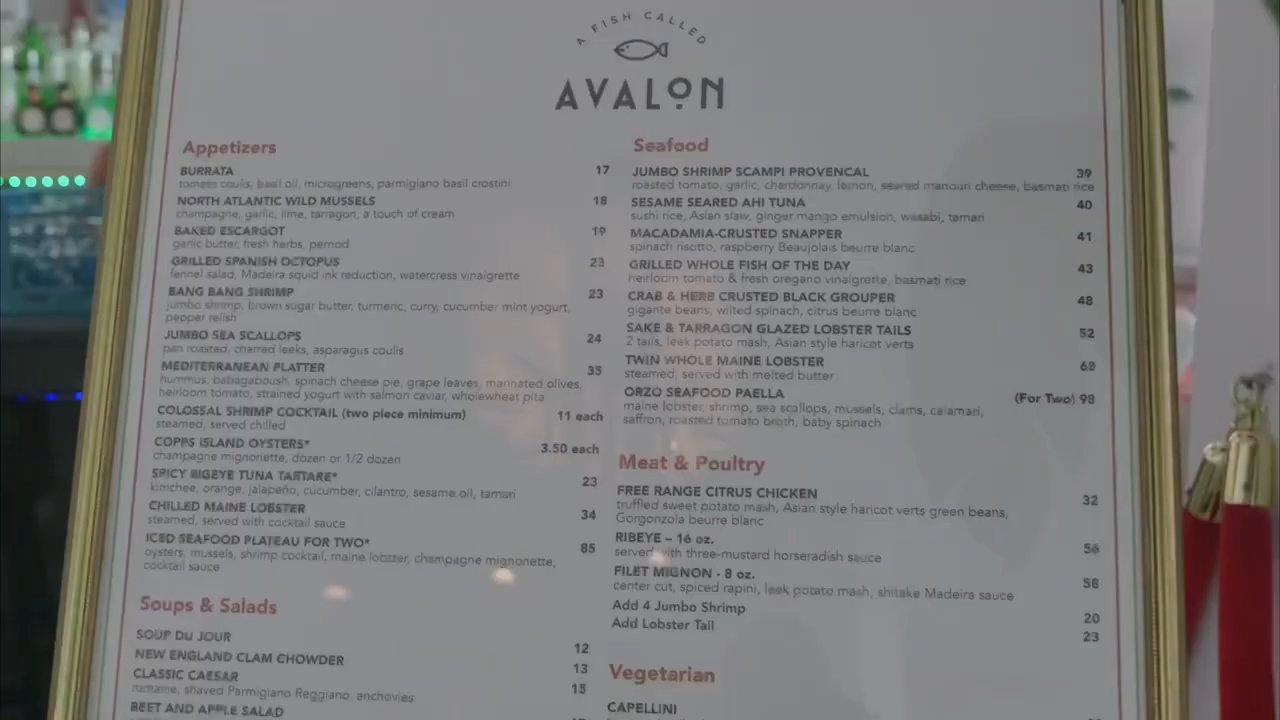 A FISH CALLED
AVALON
Appetizers
BURRATA 17
tomato coulis, basil oil, microgreens, parmigiano basil crostini
NORTH ATLANTIC WILD MUSSELS 18
champagne, garlic, lime, tarragon, a touch of cream
BAKED ESCARGOT 19
garlic butter, fresh herbs, pernod
GRILLED SPANISH OCTOPUS 23
fennel salad, Madeira squid ink reduction, watercress vinaigrette
BANG BANG SHRIMP 23
jumbo shrimp, brown sugar butter, turmeric, curry, cucumber mint yogurt,
pepper relish
JUMBO SEA SCALLOPS 24
pan roasted, charred leeks, asparagus coulis
MEDITERRANEAN PLATTER 35
hummus, babagaboush, spinach cheese pie, grape leaves, marinated olives,
heirloom tomato, strained yogurt with salmon caviar, wholewheat pita
COLOSSAL SHRIMP COCKTAIL (two piece minimum) 11 each
steamed, served chilled
COPPS ISLAND OYSTERS* 3.50 each
champagne mignonette, dozen or 1/2 dozen
SPICY BIGEYE TUNA TARTARE* 23
kimchee, orange, jalapeño, cucumber, cilantro, sesame oil, tamari
CHILLED MAINE LOBSTER 34
steamed, served with cocktail sauce
ICED SEAFOOD PLATEAU FOR TWO* 85
oysters, mussels, shrimp cocktail, maine lobster, champagne mignonette,
cocktail sauce
Soups & Salads
SOUP DU JOUR 12
NEW ENGLAND CLAM CHOWDER 13
CLASSIC CAESAR 15
romaine, shaved Parmigiano Reggiano, anchovies
BEET AND APPLE SALAD
Seafood
JUMBO SHRIMP SCAMPI PROVENCAL 39
roasted tomato, garlic, chardonnay, lemon, seared manouri cheese, basmati rice
SESAME SEARED AHI TUNA 40
sushi rice, Asian slaw, ginger mango emulsion, wasabi, tamari
MACADAMIA-CRUSTED SNAPPER 41
spinach risotto, raspberry Beaujolais beurre blanc
GRILLED WHOLE FISH OF THE DAY 43
heirloom tomato & fresh oregano vinaigrette, basmati rice
CRAB & HERB CRUSTED BLACK GROUPER 48
gigante beans, wilted spinach, citrus beurre blanc
SAKE & TARRAGON GLAZED LOBSTER TAILS 52
2 tails, leek potato mash, Asian style haricot verts
TWIN WHOLE MAINE LOBSTER
steamed, served with melted butter
ORZO SEAFOOD PAELLA (For Two) 98
maine lobster, shrimp, sea scallops, mussels, clams, calamari,
saffron, roasted tomato broth, baby spinach
Meat & Poultry
FREE RANGE CITRUS CHICKEN 32
truffled sweet potato mash, Asian style haricot verts green beans,
Gorgonzola beurre blanc
RIBEYE – 16 oz. 56
served with three-mustard horseradish sauce
FILET MIGNON - 8 oz. 58
center cut, spiced rapini, leek potato mash, shitake Madeira sauce
Add 4 Jumbo Shrimp 20
Add Lobster Tail 23
Vegetarian
CAPELLINI